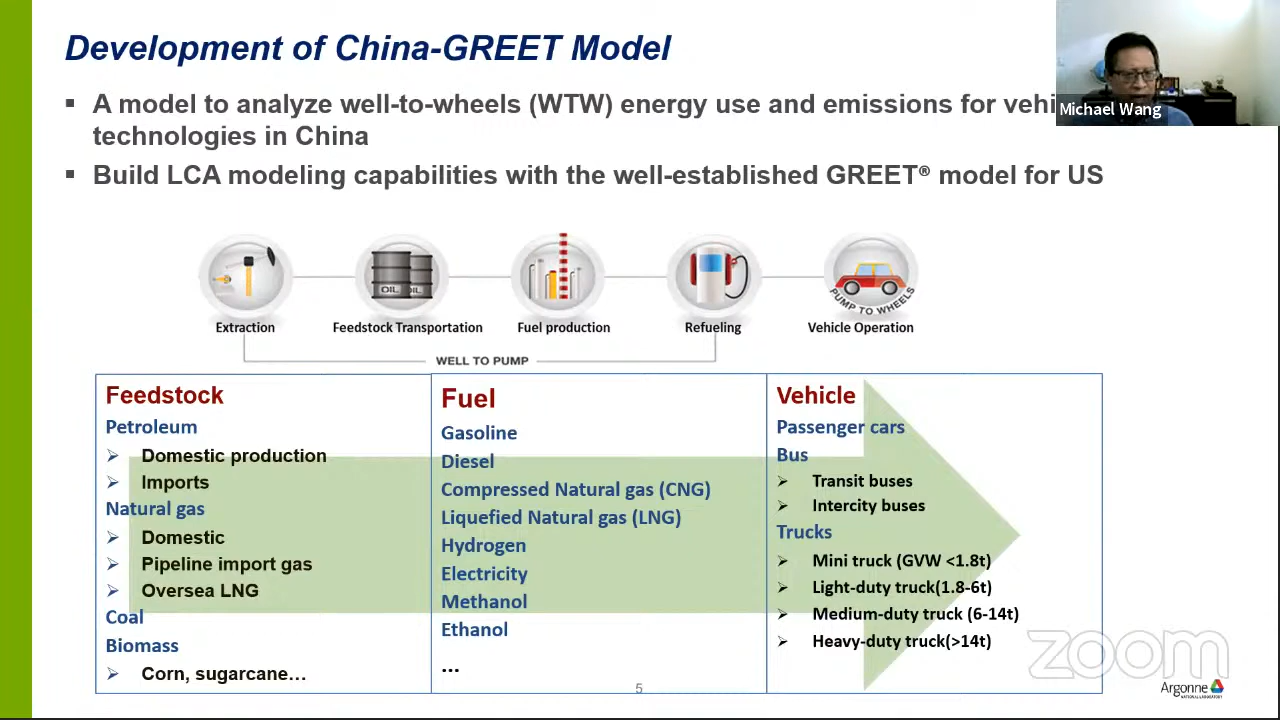 Development of China-GREET Model
Michael Wang
▪ A model to analyze well-to-wheels (WTW) energy use and emissions for vehi
technologies in China
▪ Build LCA modeling capabilities with the well-established GREET® model for US
OIL OIL
PUMP TO WHEELS
Extraction Feedstock Transportation Fuel production Refueling Vehicle Operation
WELL TO PUMP
Feedstock
Petroleum
➢ Domestic production
➢ Imports
Natural gas
➢ Domestic
➢ Pipeline import gas
➢ Oversea LNG
Coal
Biomass
➢ Corn, sugarcane…
Fuel
Gasoline
Diesel
Compressed Natural gas (CNG)
Liquefied Natural gas (LNG)
Hydrogen
Electricity
Methanol
Ethanol
...
Vehicle
Passenger cars
Bus
➢ Transit buses
➢ Intercity buses
Trucks
➢ Mini truck (GVW <1.8t)
➢ Light-duty truck(1.8-6t)
➢ Medium-duty truck (6-14t)
➢ Heavy-duty truck(>14t)
zoom
5
Argonne
NATIONAL LABORATORY